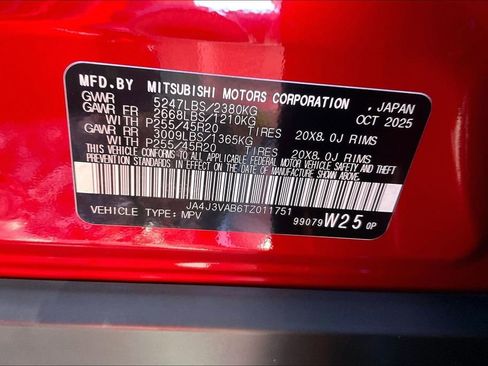 MFD.BY MITSUBISHI MOTORS CORPORATION , JAPAN
GVWR 5247LBS/2380KG OCT 2025
GAWR FR 2668LBS/1210KG
WITH P255/45R20 TIRES 20X8.0J RIMS
GAWR RR 3009LBS/1365KG
WITH P255/45R20 TIRES 20X8.0J RIMS
THIS VEHICLE CONFORMS TO ALL APPLICABLE FEDERAL MOTOR VEHICLE SAFETY AND THEFT
PREVENTION STANDARDS IN EFFECT ON THE DATE OF MANUFACTURE SHOWN ABOVE.
JA4J3VAB6TZ011751
VEHICLE TYPE: MPV 99079 W25 0P